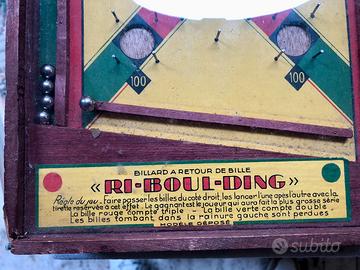 100
100
BILLARD A RETOUR DE BILLE
« RI-BOUL-DING »
Règle du jeu. faire passer les billes du côté droit, les lancer l'une après l'autre avec la
tirette réservée à cet effet. Le gagnant est le joueur qui aura fait la plus grosse série
La bille rouge compte triple - La bille verte compte double.
Les billes tombant dans la rainure gauche sont perdues
MODÈLE DÉPOSÉ
subito